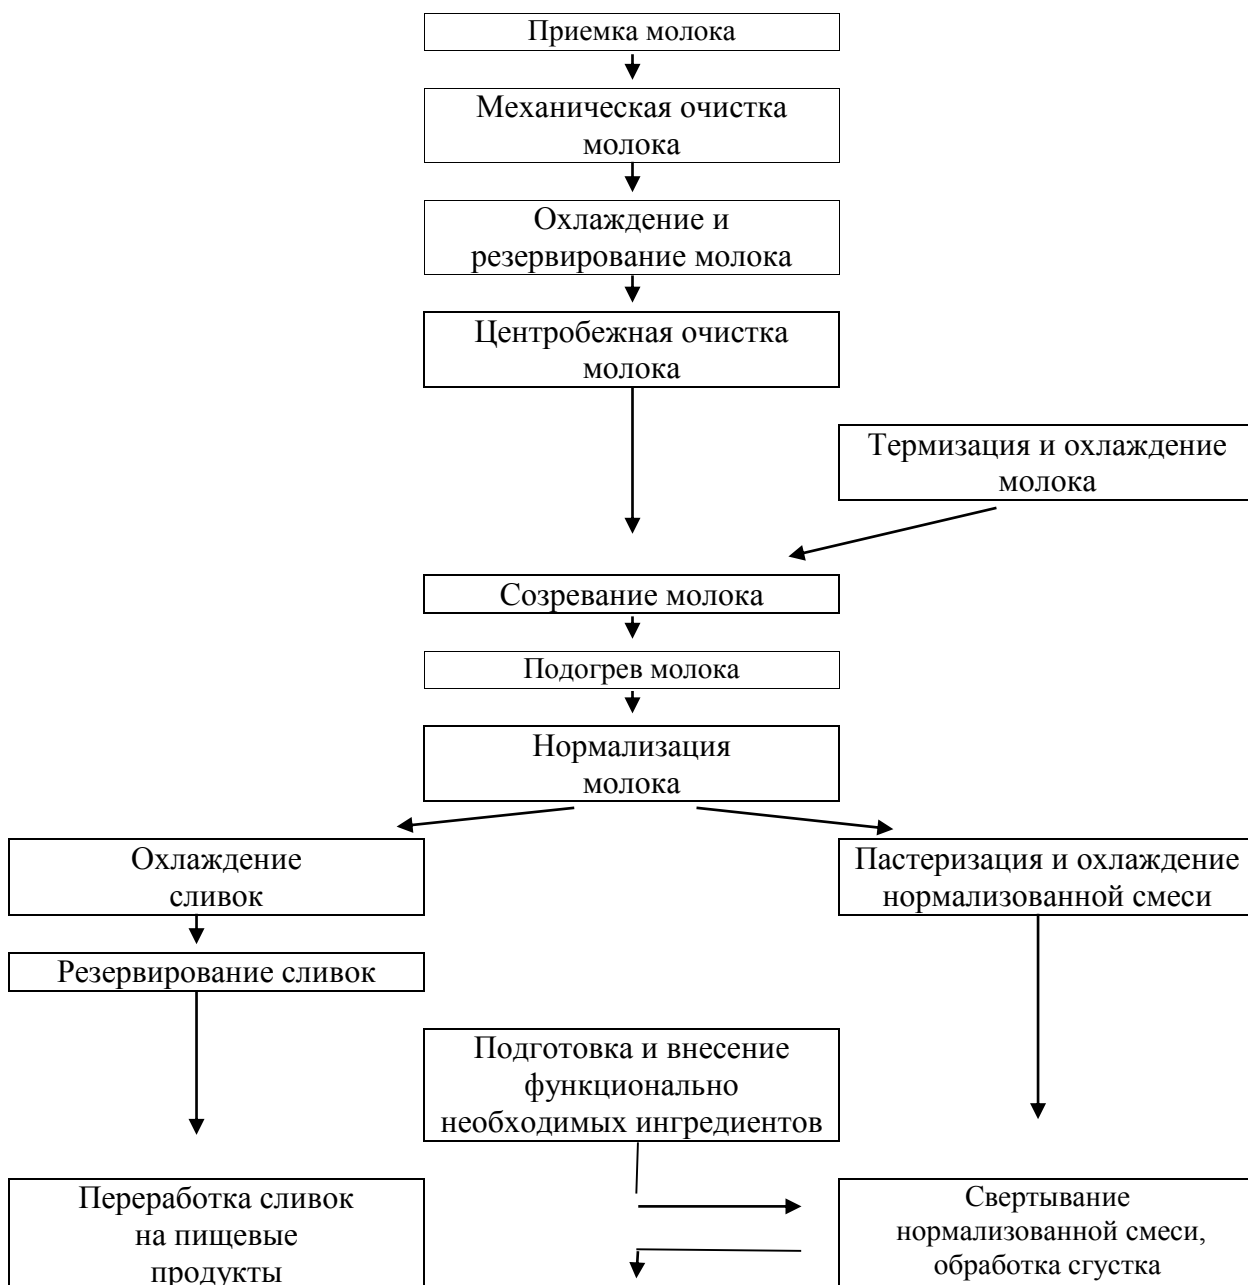 Приемка молока
Механическая очистка
молока
Охлаждение и
резервирование молока
Центробежная очистка
молока
Термизация и охлаждение
молока
Созревание молока
Подогрев молока
Нормализация
молока
Охлаждение
сливок
Пастеризация и охлаждение
нормализованной смеси
Резервирование сливок
Подготовка и внесение
функционально
необходимых ингредиентов
Переработка сливок
на пищевые
продукты
Свертывание
нормализованной смеси,
обработка сгустка